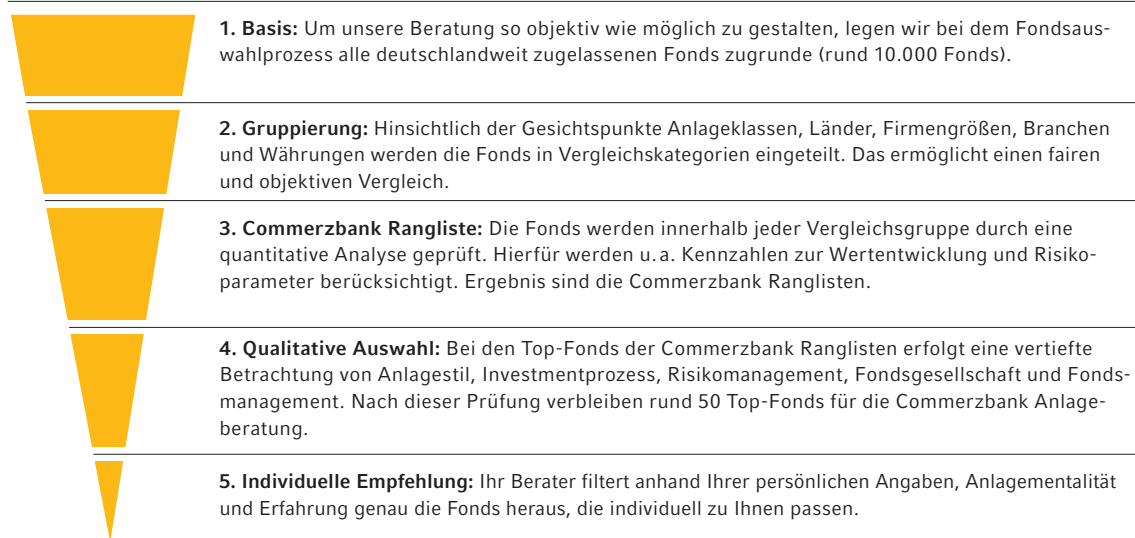 1. Basis: Um unsere Beratung so objektiv wie möglich zu gestalten, legen wir bei dem Fondsaus-
wahlprozess alle deutschlandweit zugelassenen Fonds zugrunde (rund 10.000 Fonds).
2. Gruppierung: Hinsichtlich der Gesichtspunkte Anlageklassen, Länder, Firmengrößen, Branchen
und Währungen werden die Fonds in Vergleichskategorien eingeteilt. Das ermöglicht einen fairen
und objektiven Vergleich.
3. Commerzbank Rangliste: Die Fonds werden innerhalb jeder Vergleichsgruppe durch eine
quantitative Analyse geprüft. Hierfür werden u. a. Kennzahlen zur Wertentwicklung und Risiko-
parameter berücksichtigt. Ergebnis sind die Commerzbank Ranglisten.
4. Qualitative Auswahl: Bei den Top-Fonds der Commerzbank Ranglisten erfolgt eine vertiefte
Betrachtung von Anlagestil, Investmentprozess, Risikomanagement, Fondsgesellschaft und Fonds-
management. Nach dieser Prüfung verbleiben rund 50 Top-Fonds für die Commerzbank Anlage-
beratung.
5. Individuelle Empfehlung: Ihr Berater filtert anhand Ihrer persönlichen Angaben, Anlagementalität
und Erfahrung genau die Fonds heraus, die individuell zu Ihnen passen.